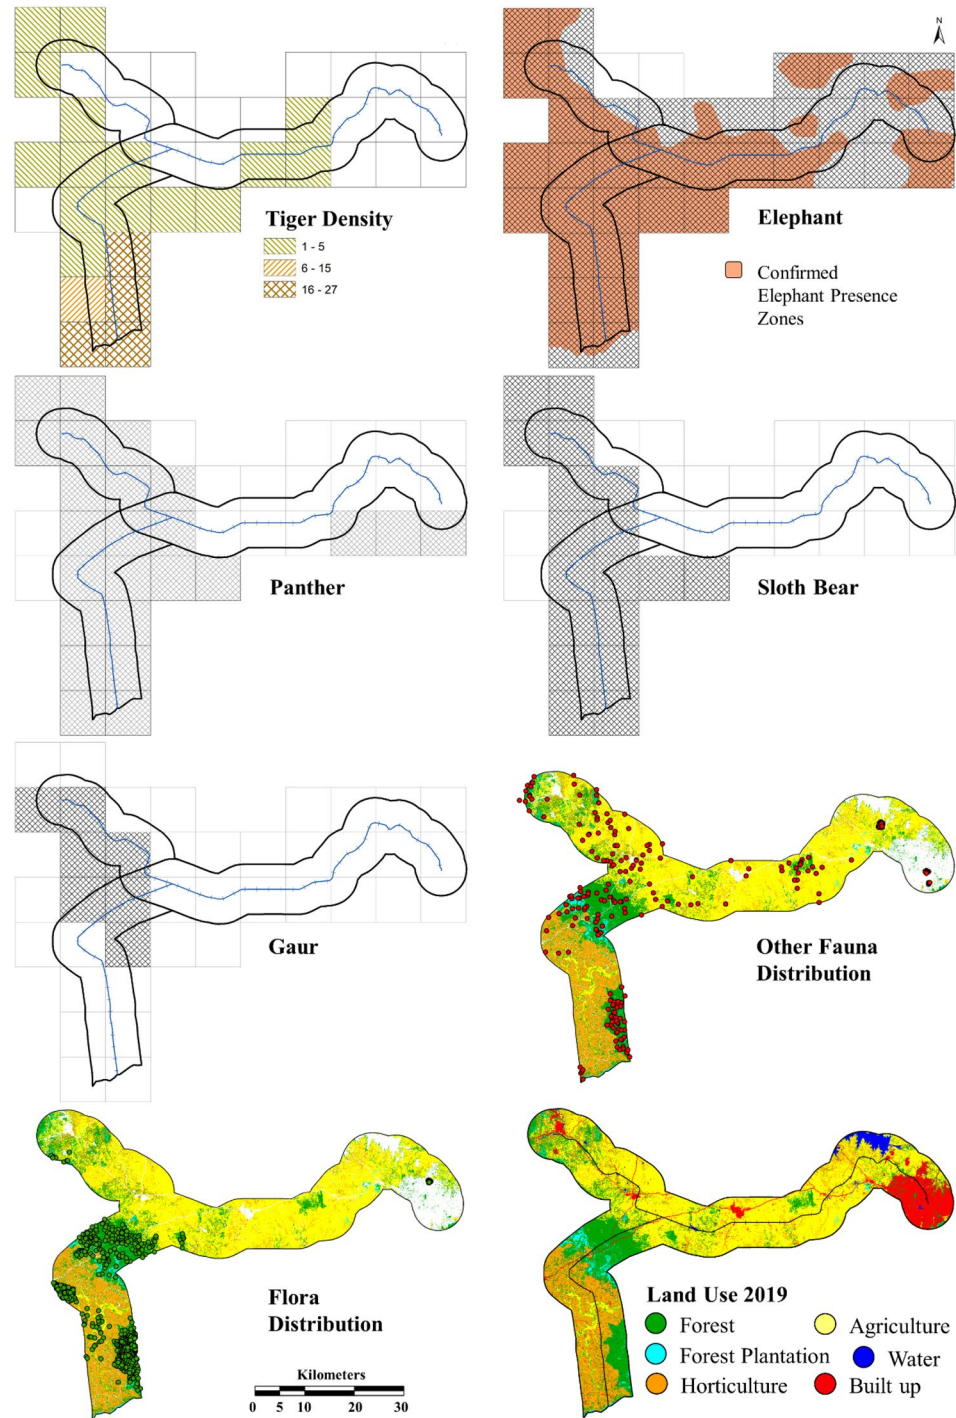 N
Tiger Density
1 - 5
6 - 15
16 - 27
Elephant
Confirmed
Elephant Presence
Zones
Panther
Sloth Bear
Gaur
Other Fauna
Distribution
Flora
Distribution
Kilometers
0 5 10 20 30
Land Use 2019
Forest
Agriculture
Forest Plantation
Water
Horticulture
Built up